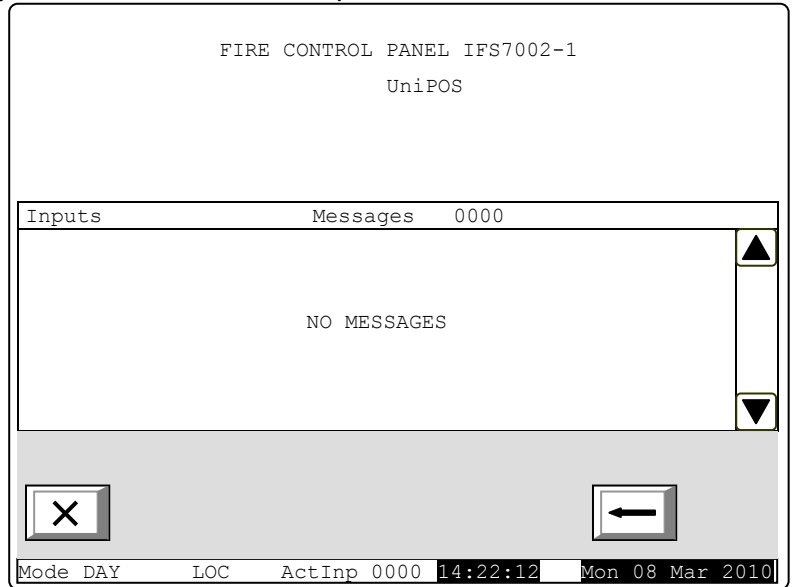 FIRE CONTROL PANEL IFS7002-1
UniPOS
Inputs Messages 0000
NO MESSAGES
Mode DAY LOC ActInp 0000 14:22:12 Mon 08 Mar 2010